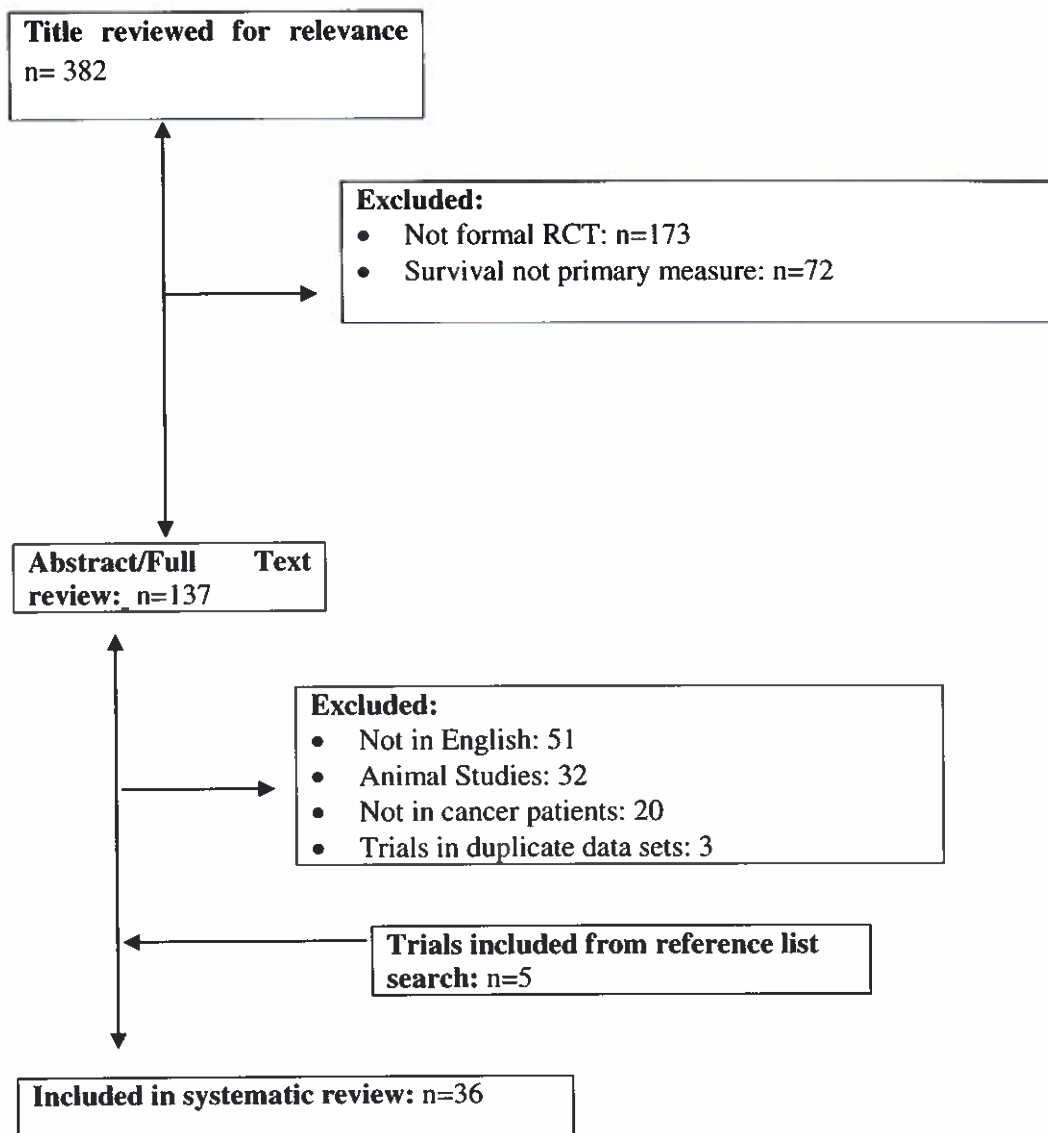 Title reviewed for relevance
n= 382
Excluded:
• Not formal RCT: n=173
• Survival not primary measure: n=72
Abstract/Full Text
review: n=137
Excluded:
• Not in English: 51
• Animal Studies: 32
• Not in cancer patients: 20
• Trials in duplicate data sets: 3
Trials included from reference list
search: n=5
Included in systematic review: n=36